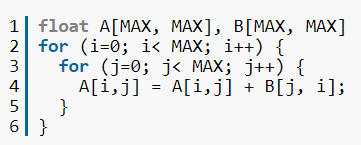 1 float A[MAX, MAX], B[MAX, MAX]
2 for (i=0; i< MAX; i++) {
3   for (j=0; j< MAX; j++) {
4     A[i,j] = A[i,j] + B[j, i];
5   }
6 }